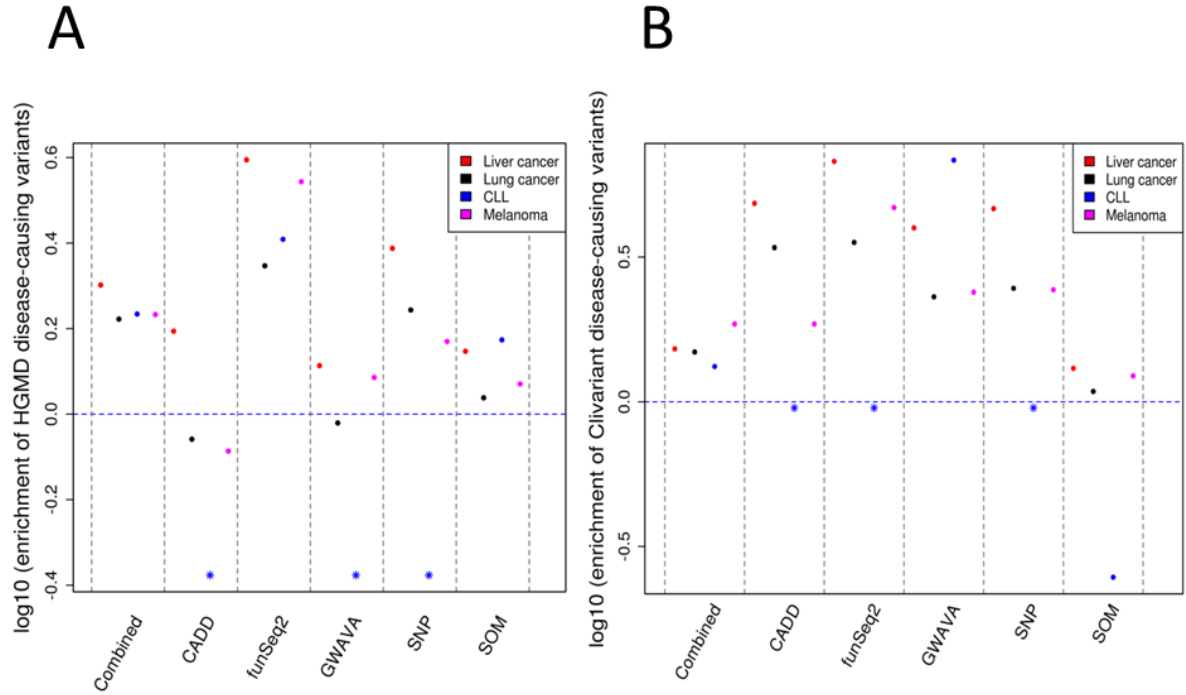 A
B
log10 (enrichment of HGMD disease-causing variants)
0.6
0.4
0.2
0.0
-0.2
-0.4
Liver cancer
Lung cancer
CLL
Melanoma
Combined
CADD
funSeq2
GWAVA
SNP
SOM
log10 (enrichment of Clivariant disease-causing variants)
0.5
0.0
-0.5
Liver cancer
Lung cancer
CLL
Melanoma
Combined
CADD
funSeq2
GWAVA
SNP
SOM